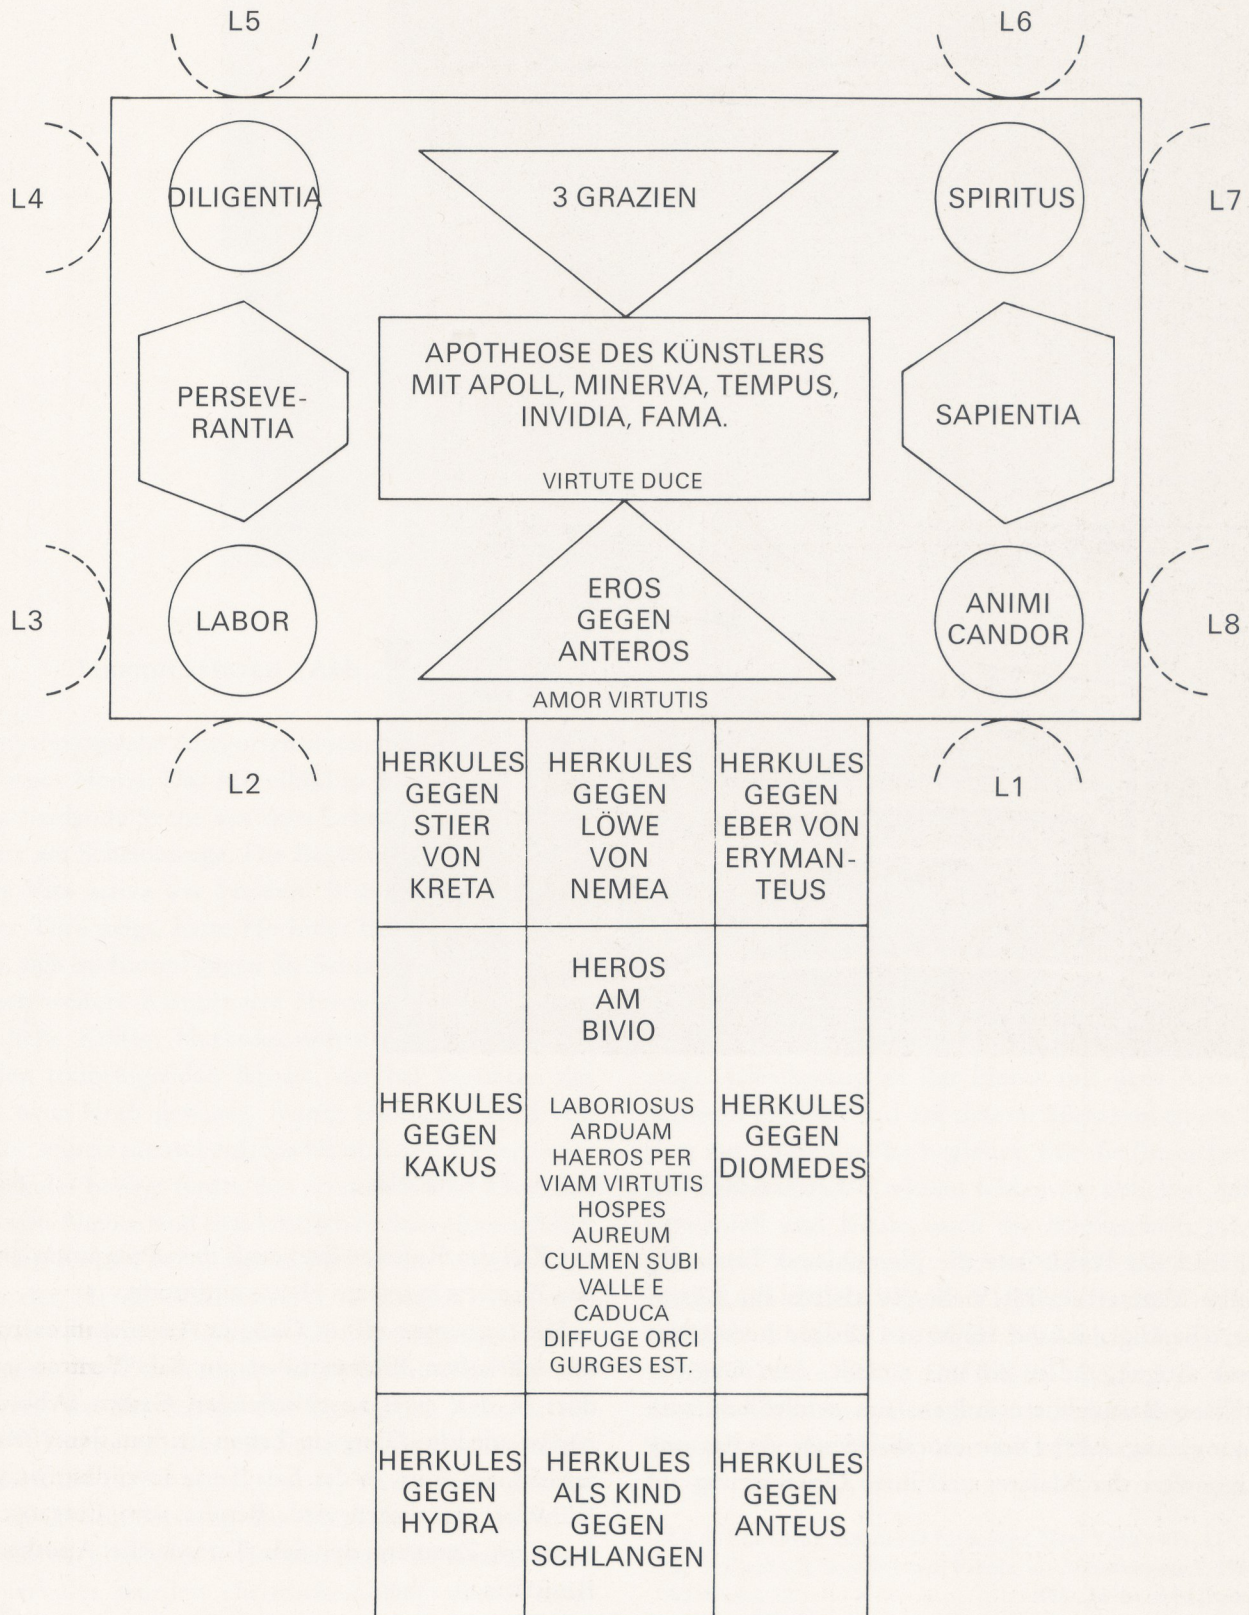 L5
L6
L4
DILIGENTIA
3 GRAZIEN
SPIRITUS
L7
APOTHEOSE DES KÜNSTLERS
MIT APOLL, MINERVA, TEMPUS,
INVIDIA, FAMA.
VIRTUTE DUCE
PERSEVE-
RANTIA
SAPIENTIA
L3
LABOR
EROS
GEGEN
ANTEROS
AMOR VIRTUTIS
ANIMI
CANDOR
L8
L2
L1
HERKULES
GEGEN
STIER
VON
KRETA
HERKULES
GEGEN
LÖWE
VON
NEMEA
HERKULES
GEGEN
EBER VON
ERYMAN-
TEUS
HEROS
AM
BIVIO
HERKULES
GEGEN
KAKUS
LABORIOSUS
ARDUAM
HAEROS PER
VIAM VIRTUTIS
HOSPES
AUREUM
CULMEN SUBI
VALLE E
CADUCA
DIFFUGE ORCI
GURGES EST.
HERKULES
GEGEN
DIOMEDES
HERKULES
GEGEN
HYDRA
HERKULES
ALS KIND
GEGEN
SCHLANGEN
HERKULES
GEGEN
ANTEUS